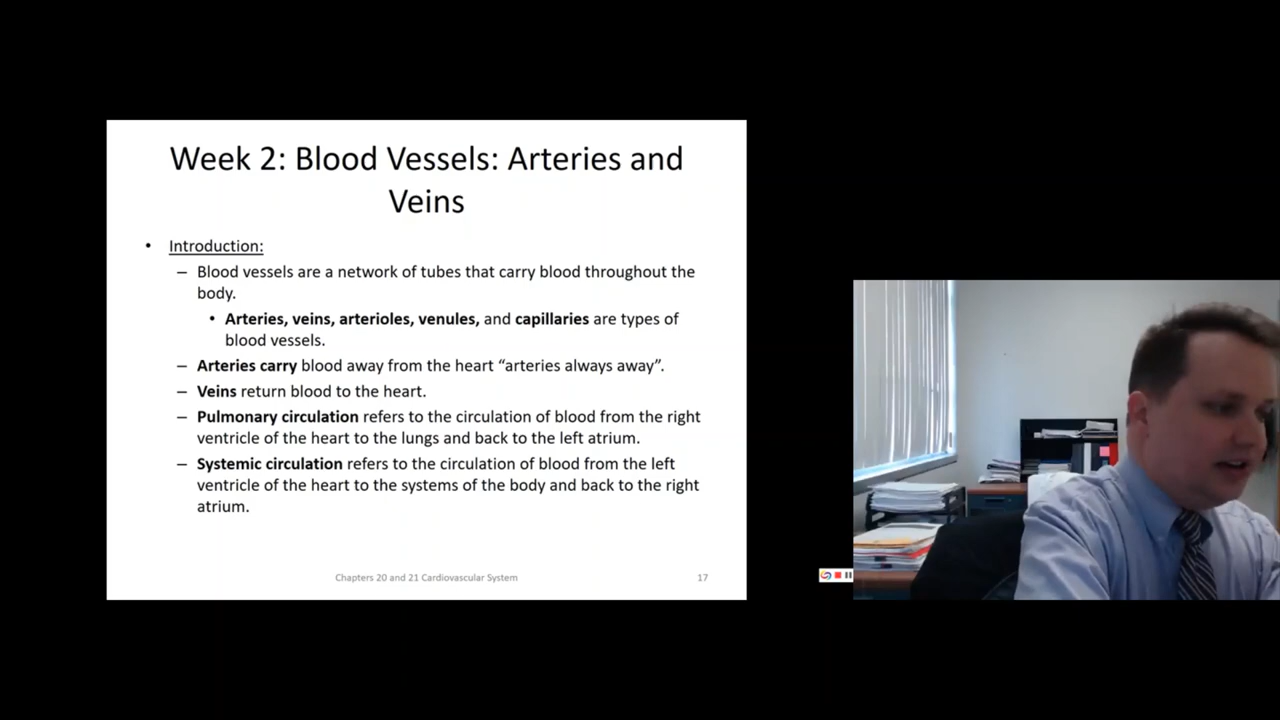 Week 2: Blood Vessels: Arteries and
Veins
• Introduction:
– Blood vessels are a network of tubes that carry blood throughout the
body.
• Arteries, veins, arterioles, venules, and capillaries are types of
blood vessels.
– Arteries carry blood away from the heart “arteries always away”.
– Veins return blood to the heart.
– Pulmonary circulation refers to the circulation of blood from the right
ventricle of the heart to the lungs and back to the left atrium.
– Systemic circulation refers to the circulation of blood from the left
ventricle of the heart to the systems of the body and back to the right
atrium.
Chapters 20 and 21 Cardiovascular System
17